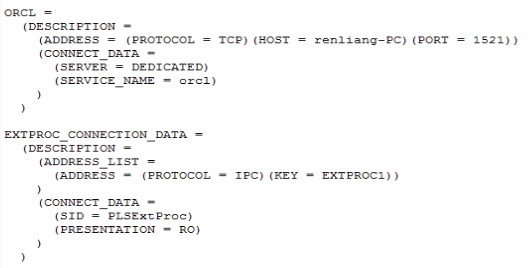 ORCL =
  (DESCRIPTION =
    (ADDRESS = (PROTOCOL = TCP)(HOST = renliang-PC)(PORT = 1521))
    (CONNECT_DATA =
      (SERVER = DEDICATED)
      (SERVICE_NAME = orcl)
    )
  )

EXTPROC_CONNECTION_DATA =
  (DESCRIPTION =
    (ADDRESS_LIST =
      (ADDRESS = (PROTOCOL = IPC)(KEY = EXTPROC1))
    )
    (CONNECT_DATA =
      (SID = PLSExtProc)
      (PRESENTATION = RO)
    )
  )